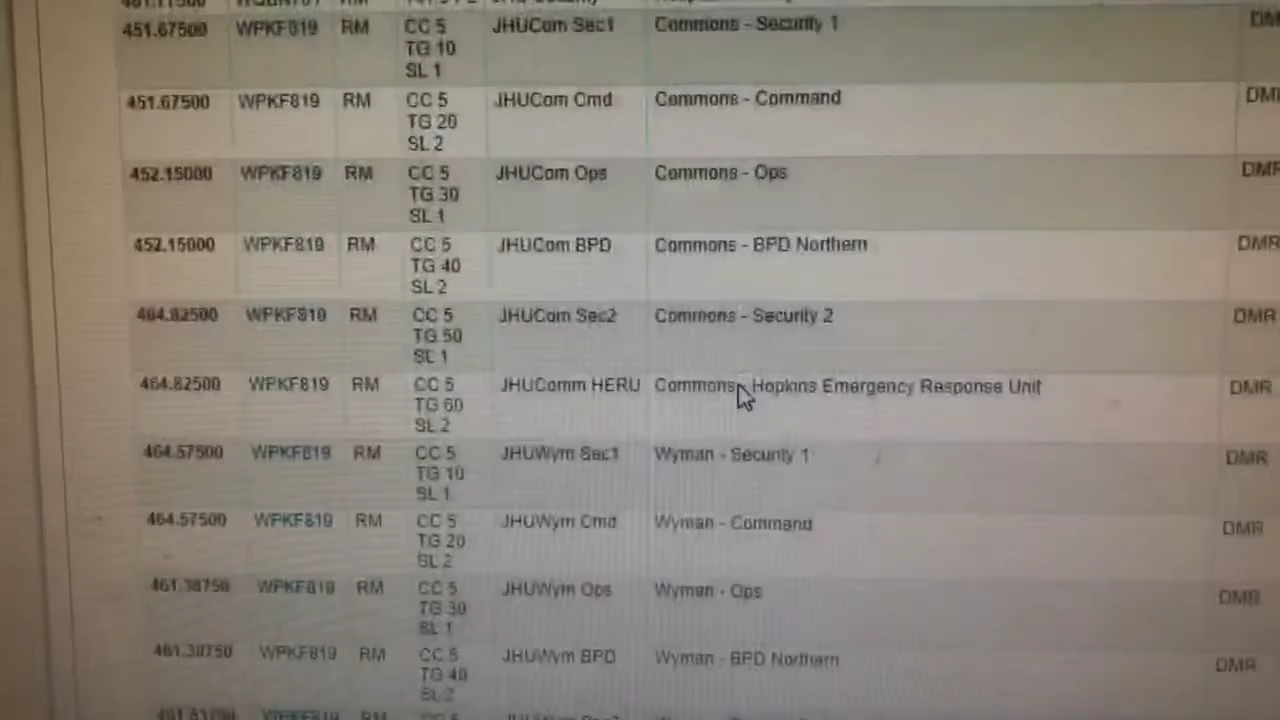 451.67500 WPKF819 RM CC 5 JHUCom Sec1 Commons - Security 1
TG 10
SL 1
451.67500 WPKF819 RM CC 5 JHUCom Cmd Commons - Command
TG 20
SL 2
452.15000 WPKF819 RM CC 5 JHUCom Ops Commons - Ops DMR
TG 30
SL 1
452.15000 WPKF819 RM CC 5 JHUCom BPD Commons - BPD Northern DMR
TG 40
SL 2
464.82500 WPKF819 RM CC 5 JHUCom Sec2 Commons - Security 2 DMR
TG 50
SL 1
464.82500 WPKF819 RM CC 5 JHUComm HERU Commons - Hopkins Emergency Response Unit DMR
TG 60
SL 2
464.57500 WPKF819 RM CC 5 JHUWym Sec1 Wyman - Security 1 DMR
TG 10
SL 1
464.57500 WPKF819 RM CC 5 JHUWym Cmd Wyman - Command DMR
TG 20
SL 2
461.38750 WPKF819 RM CC 5 JHUWym Ops Wyman - Ops DMR
TG 30
SL 1
461.38750 WPKF819 RM CC 5 JHUWym BPD Wyman - BPD Northern DMR
TG 40
SL 2